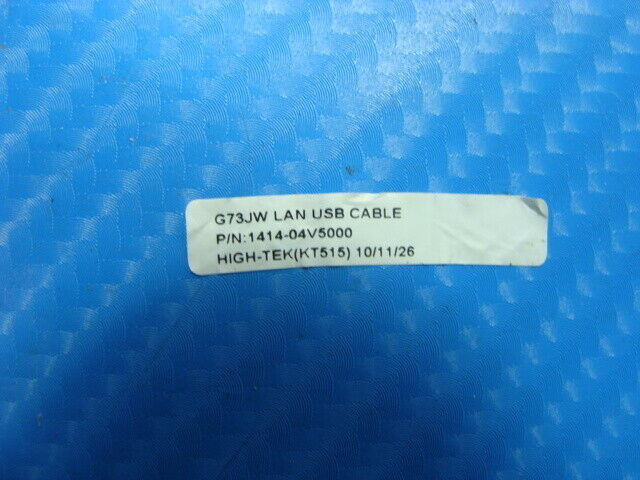 G73JW LAN USB CABLE
P/N:1414-04V5000
HIGH-TEK(KT515) 10/11/26